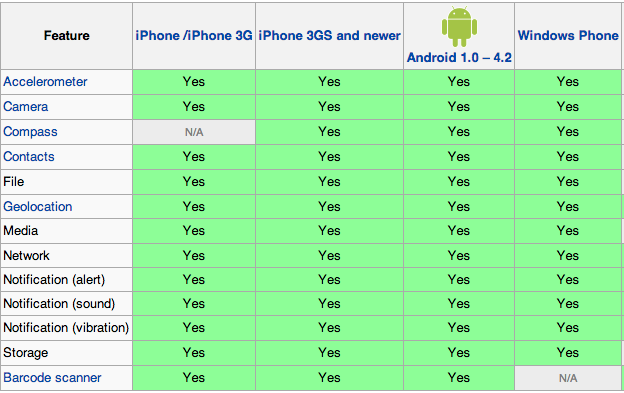 Feature iPhone /iPhone 3G iPhone 3GS and newer Android 1.0 – 4.2 Windows Phone
Accelerometer Yes Yes Yes Yes
Camera Yes Yes Yes Yes
Compass N/A Yes Yes Yes
Contacts Yes Yes Yes Yes
File Yes Yes Yes Yes
Geolocation Yes Yes Yes Yes
Media Yes Yes Yes Yes
Network Yes Yes Yes Yes
Notification (alert) Yes Yes Yes Yes
Notification (sound) Yes Yes Yes Yes
Notification (vibration) Yes Yes Yes Yes
Storage Yes Yes Yes Yes
Barcode scanner Yes Yes Yes N/A